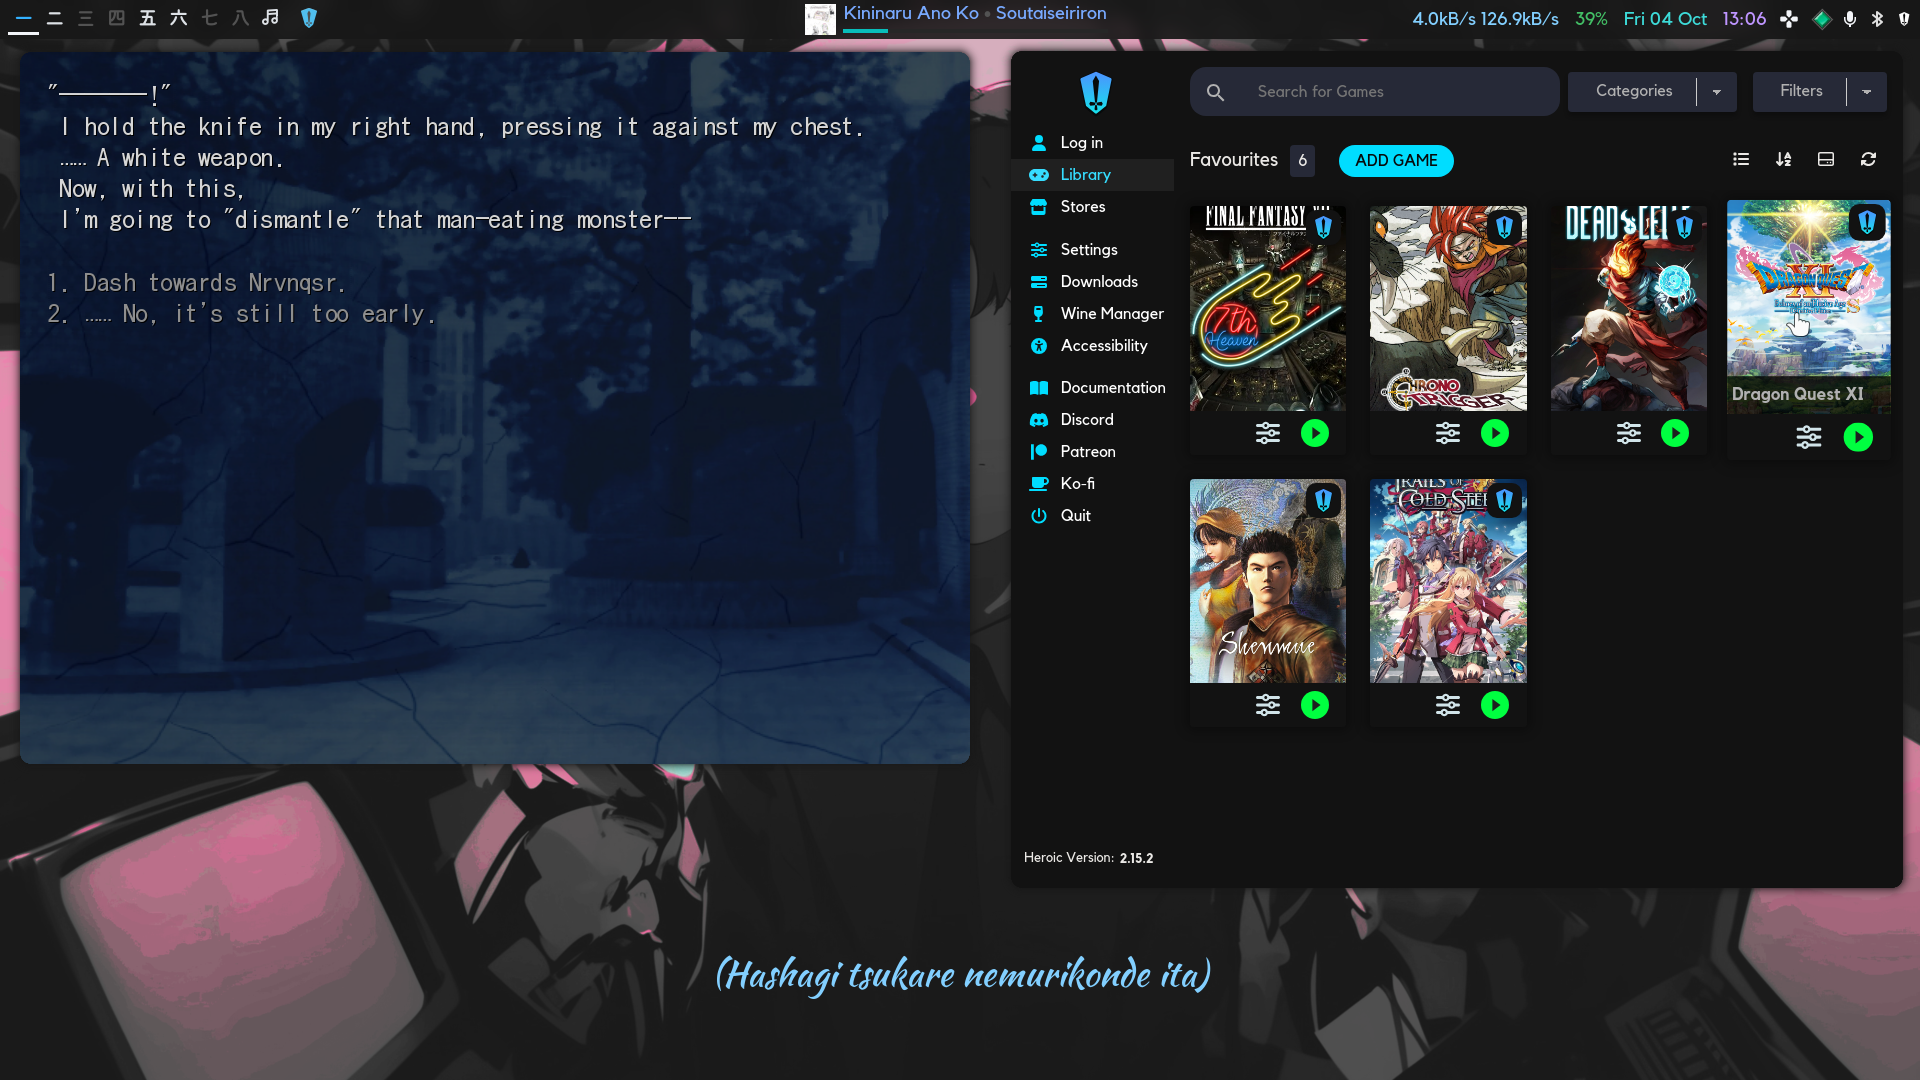 一 二 三 四 五 六 七 八
Kininaru Ano Ko • Soutaiseiriron
4.0kB/s 126.9kB/s 39% Fri 04 Oct 13:06
"————————!"
I hold the knife in my right hand, pressing it against my chest.
…… A white weapon.
Now, with this,
I'm going to "dismantle" that man—eating monster——
1. Dash towards Nrvnqsr.
2. …… No, it's still too early.
Search for Games
Categories
Filters
Log in
Library
Stores
Settings
Downloads
Wine Manager
Accessibility
Documentation
Discord
Patreon
Ko-fi
Quit
Heroic Version: 2.15.2
Favourites 6 ADD GAME
FINAL FANTASY VII
7th
Heaven
CHRONO
TRIGGER
DEAD CELLS
DRAGON QUEST
XI S
Dragon Quest XI
Shenmue
TRAILS OF
COLD STEEL
(Hashagi tsukare nemurikonde ita)